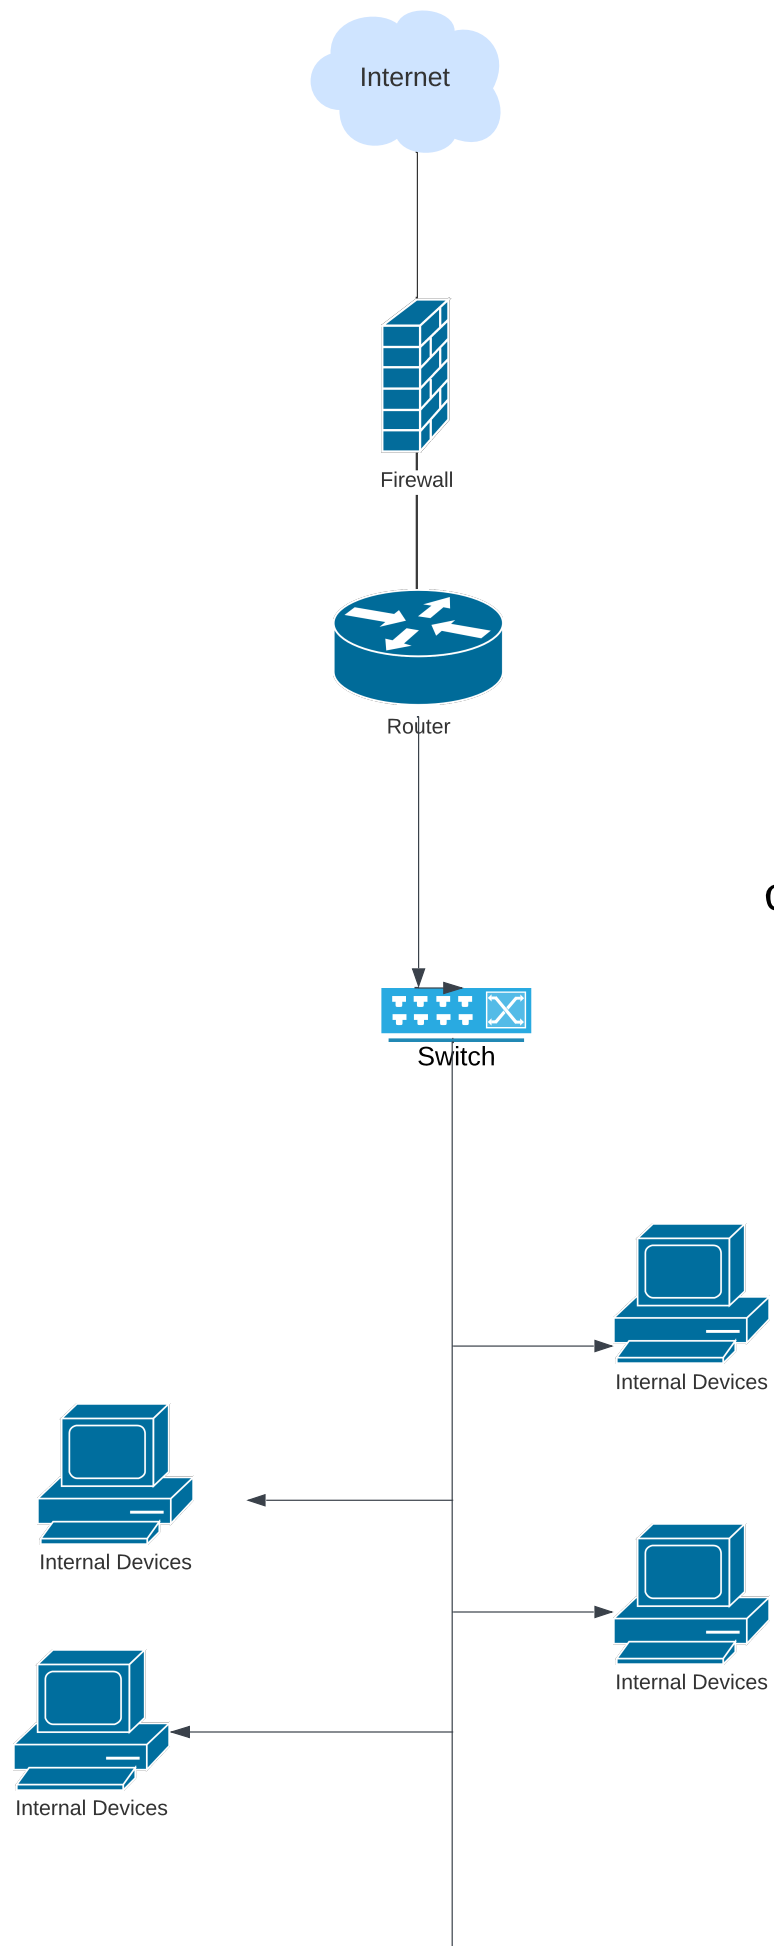 Internet
Firewall
Router
Switch
Internal Devices
Internal Devices
Internal Devices
Internal Devices